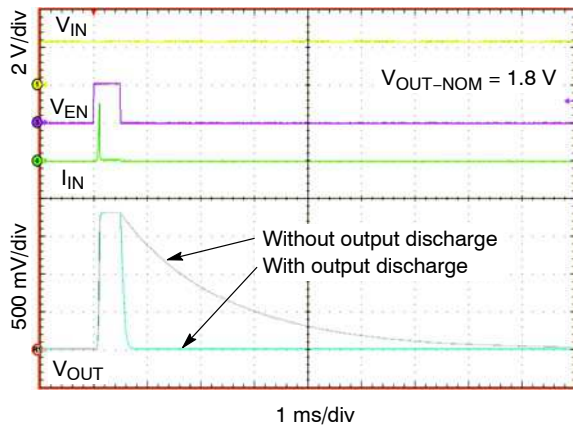 2 V/div
V_IN
V_OUT−NOM = 1.8 V
V_EN
I_IN
500 mV/div
Without output discharge
With output discharge
V_OUT
1 ms/div